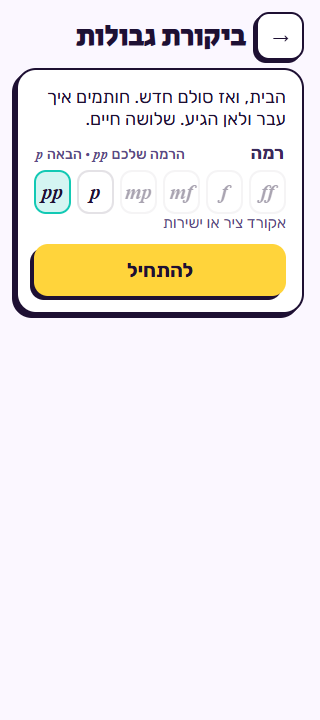 → ביקורת גבולות
הבית, ואז סולם חדש. חותמים איך
עבר ולאן הגיע. שלושה חיים.
רמה
הרמה שלכם pp • הבאה p
ff f mf mp p pp
אקורד ציר או ישירות
להתחיל